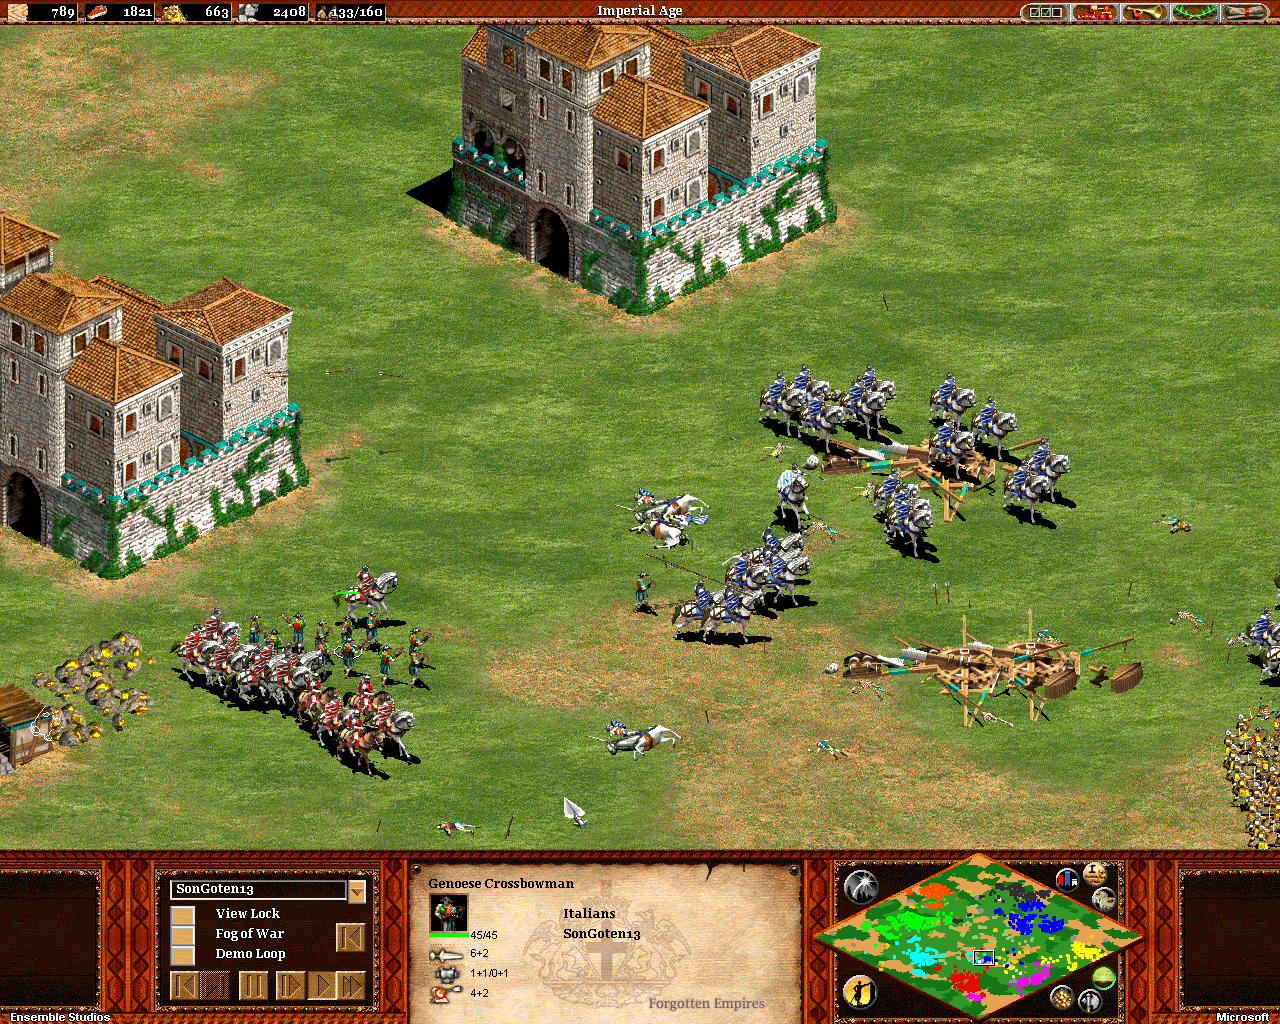 789 1821 663 2408 133/160 Imperial Age
SonGoten13
View Lock
Fog of War
Demo Loop
Genoese Crossbowman
Italians
SonGoten13
45/45
6+2
1+1/0+1
4+2
Forgotten Empires
Ensemble Studios
Microsoft